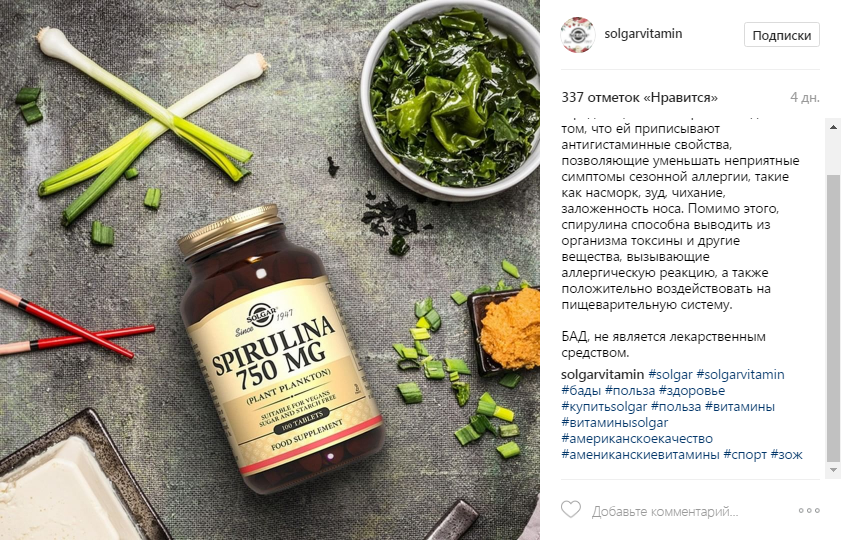 SOLGAR
Since 1947
SPIRULINA
750 MG
(PLANT PLANKTON)
SUITABLE FOR VEGANS
SUGAR AND STARCH FREE
100 TABLETS
FOOD SUPPLEMENT
solgarvitamin
Подписки
337 отметок «Нравится»
4 дн.
том, что ей приписывают
антигистаминные свойства,
позволяющие уменьшать неприятные
симптомы сезонной аллергии, такие
как насморк, зуд, чихание,
заложенность носа. Помимо этого,
спирулина способна выводить из
организма токсины и другие
вещества, вызывающие
аллергическую реакцию, а также
положительно воздействовать на
пищеварительную систему.
БАД, не является лекарственным
средством.
solgarvitamin #solgar #solgarvitamin
#бады #польза #здоровье
#купитьsolgar #польза #витамины
#витаминыsolgar
#американскоекачество
#амениканскиевитамины #спорт #зож
Добавьте комментарий...